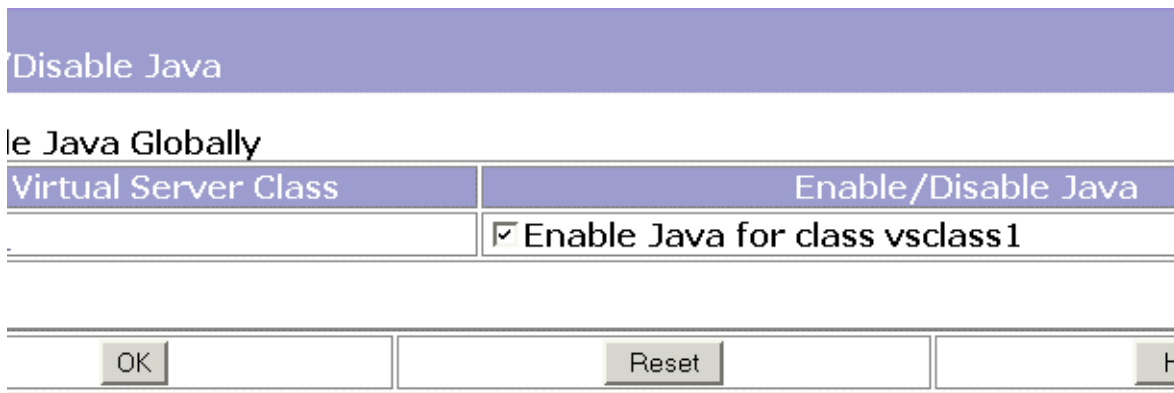 /Disable Java
le Java Globally
Virtual Server Class Enable/Disable Java
Enable Java for class vsclass1
OK Reset H